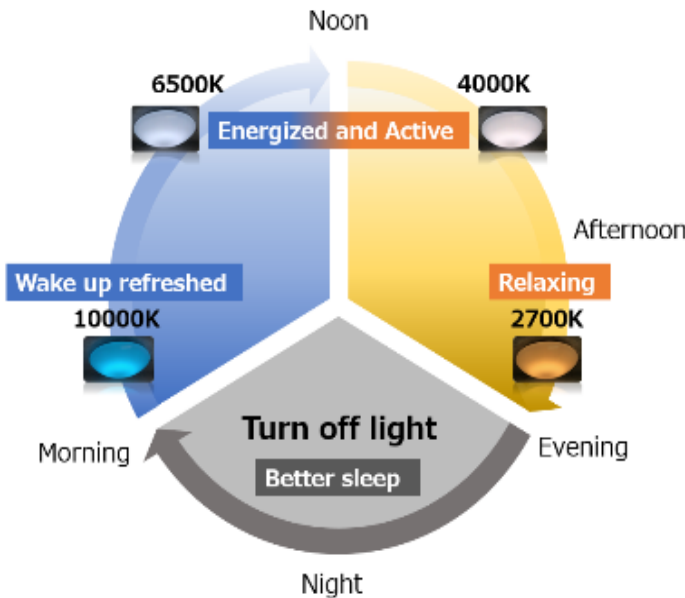 Noon
6500K
4000K
Energized and Active
Afternoon
Wake up refreshed
Relaxing
10000K
2700K
Turn off light
Morning
Evening
Better sleep
Night